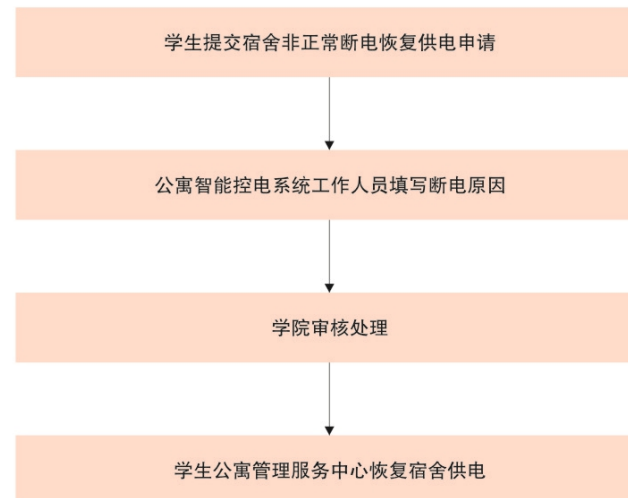 学生提交宿舍非正常断电恢复供电申请
公寓智能控电系统工作人员填写断电原因
学院审核处理
学生公寓管理服务中心恢复宿舍供电